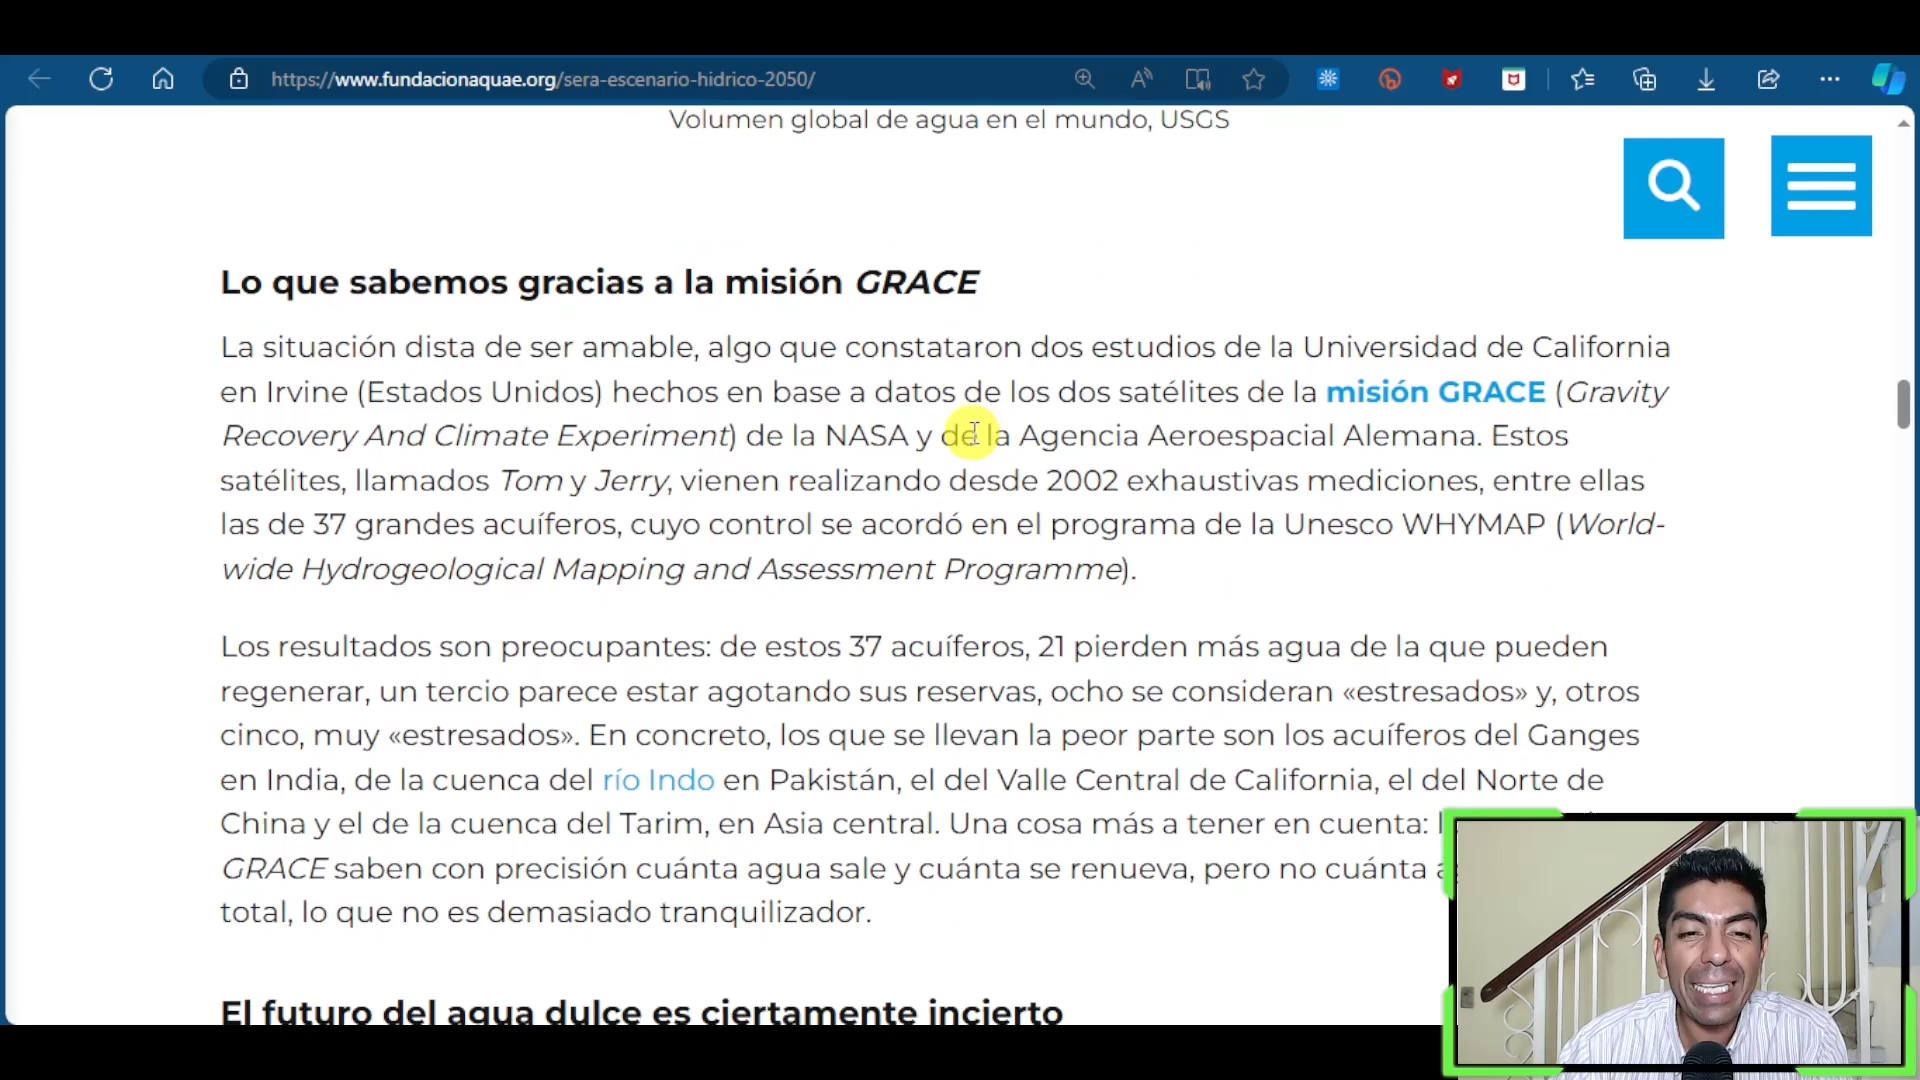 https://www.fundacionaquae.org/sera-escenario-hidrico-2050/
Volumen global de agua en el mundo, USGS
Lo que sabemos gracias a la misión GRACE
La situación dista de ser amable, algo que constataron dos estudios de la Universidad de California
en Irvine (Estados Unidos) hechos en base a datos de los dos satélites de la misión GRACE (Gravity
Recovery And Climate Experiment) de la NASA y de la Agencia Aeroespacial Alemana. Estos
satélites, llamados Tom y Jerry, vienen realizando desde 2002 exhaustivas mediciones, entre ellas
las de 37 grandes acuíferos, cuyo control se acordó en el programa de la Unesco WHYMAP (World-
wide Hydrogeological Mapping and Assessment Programme).
Los resultados son preocupantes: de estos 37 acuíferos, 21 pierden más agua de la que pueden
regenerar, un tercio parece estar agotando sus reservas, ocho se consideran «estresados» y, otros
cinco, muy «estresados». En concreto, los que se llevan la peor parte son los acuíferos del Ganges
en India, de la cuenca del río Indo en Pakistán, el del Valle Central de California, el del Norte de
China y el de la cuenca del Tarim, en Asia central. Una cosa más a tener en cuenta:
GRACE saben con precisión cuánta agua sale y cuánta se renueva, pero no cuánta
total, lo que no es demasiado tranquilizador.
El futuro del agua dulce es ciertamente incierto